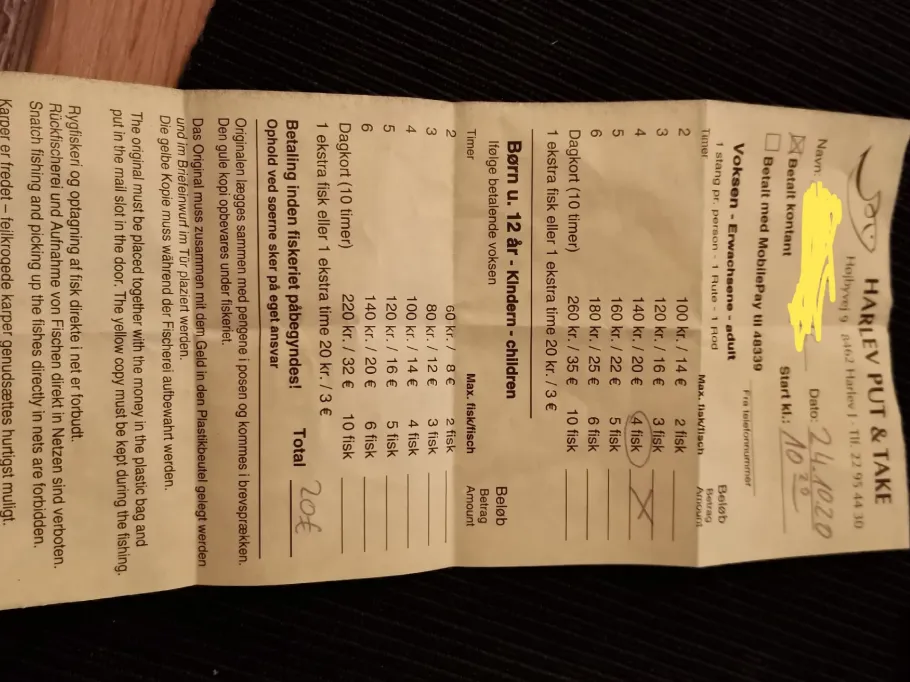 HARLEV PUT & TAKE
Højbyvej 9 · 8462 Harlev J · Tlf. 22 95 44 30
Navn:
Dato: 24.10 20
Betalt kontant
Start kl.: 10 20
Betalt med MobilePay til 48339
Fra telefonnummer
Voksen - Erwachsene - adult
1 stang pr. person - 1 Rute - 1 Rod
Beløb
Betrag
Timer Max. fisk/fisch Amount
2 100 kr. / 14 € 2 fisk
3 120 kr. / 16 € 3 fisk
4 140 kr. / 20 € 4 fisk X
5 160 kr. / 22 € 5 fisk
6 180 kr. / 25 € 6 fisk
Dagkort (10 timer) 260 kr. / 35 € 10 fisk
1 ekstra fisk eller 1 ekstra time 20 kr. / 3 €
Børn u. 12 år - Kindern - children
Ifølge betalende voksen
Beløb
Betrag
Timer Max. fisk/fisch Amount
2 60 kr. / 8 € 2 fisk
3 80 kr. / 12 € 3 fisk
4 100 kr. / 14 € 4 fisk
5 120 kr. / 16 € 5 fisk
6 140 kr. / 20 € 6 fisk
Dagkort (10 timer) 220 kr. / 32 € 10 fisk
1 ekstra fisk eller 1 ekstra time 20 kr. / 3 €
Betaling inden fiskeriet påbegyndes! Total 20€
Ophold ved søerne sker på eget ansvar
Originalen lægges sammen med pengene i posen og kommes i brevsprækken.
Den gule kopi opbevares under fiskeriet.
Das Original muss zusammen mit dem Geld in den Plastikbeutel gelegt werden
und im Briefeinwurf im Tür plaziert werden.
Die gelbe Kopie muss während der Fischerei aufbewahrt werden.
The original must be placed together with the money in the plastic bag and
put in the mail slot in the door. The yellow copy must be kept during the fishing.
Rygfiskeri og optagning af fisk direkte i net er forbudt.
Rückfischerei und Aufnahme von Fischen direkt in Netzen sind verboten.
Snatch fishing and picking up the fishes directly in nets are forbidden.
Karper er fredet – fejlkrogede karper genudsættes hurtigst muligt.